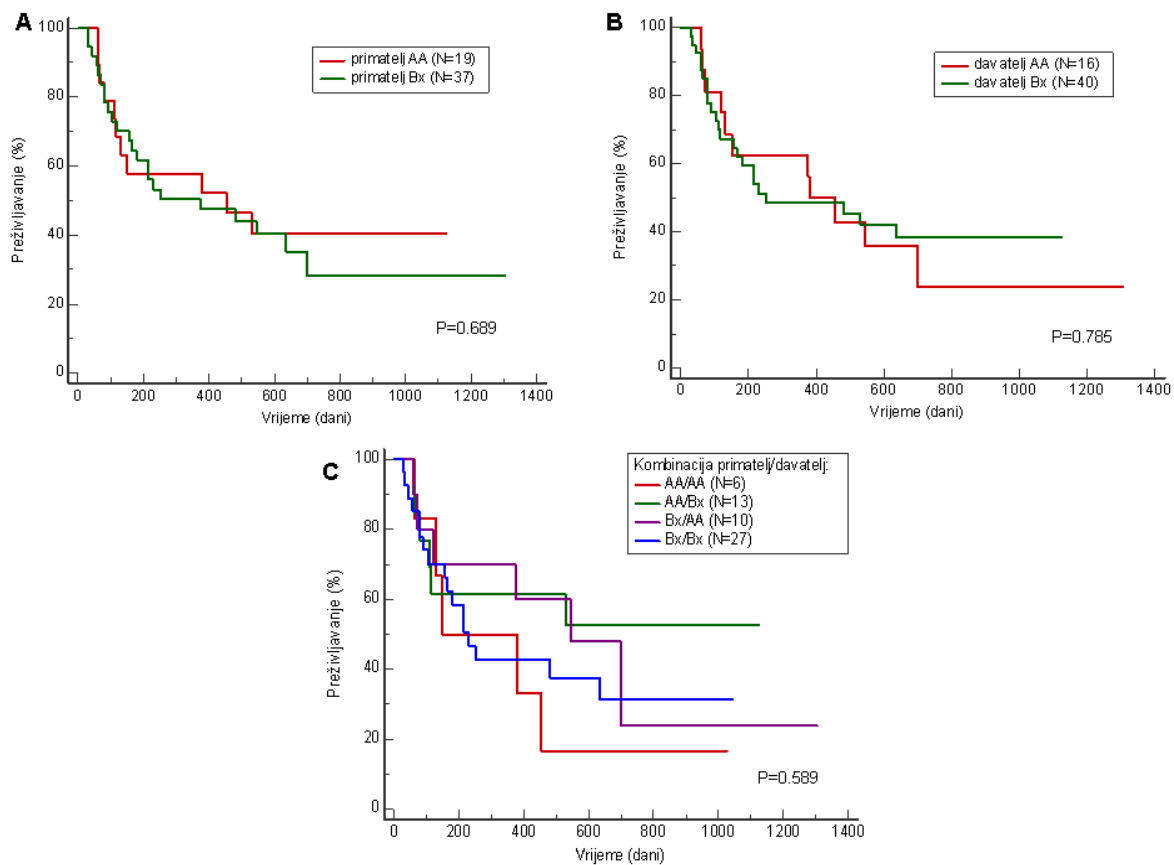 A
primatelj AA (N=19)
primatelj Bx (N=37)
Preživljavanje (%)
100
80
60
40
20
0
P=0.689
0 200 400 600 800 1000 1200 1400
Vrijeme (dani)
B
davatelj AA (N=16)
davatelj Bx (N=40)
Preživljavanje (%)
100
80
60
40
20
0
P=0.785
0 200 400 600 800 1000 1200 1400
Vrijeme (dani)
C
Kombinacija primatelj/davatelj:
AA/AA (N=6)
AA/Bx (N=13)
Bx/AA (N=10)
Bx/Bx (N=27)
Preživljavanje (%)
100
80
60
40
20
0
P=0.589
0 200 400 600 800 1000 1200 1400
Vrijeme (dani)